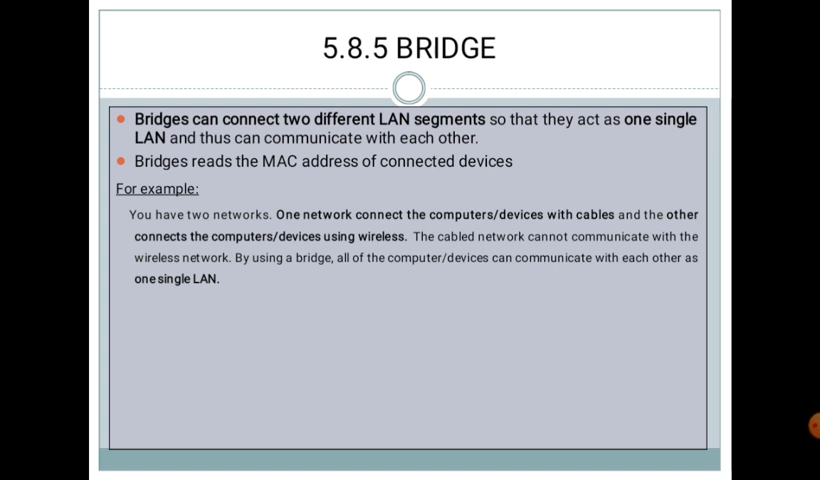 5.8.5 BRIDGE
Bridges can connect two different LAN segments so that they act as one single
LAN and thus can communicate with each other.
Bridges reads the MAC address of connected devices
For example:
You have two networks. One network connect the computers/devices with cables and the other
connects the computers/devices using wireless. The cabled network cannot communicate with the
wireless network. By using a bridge, all of the computer/devices can communicate with each other as
one single LAN.